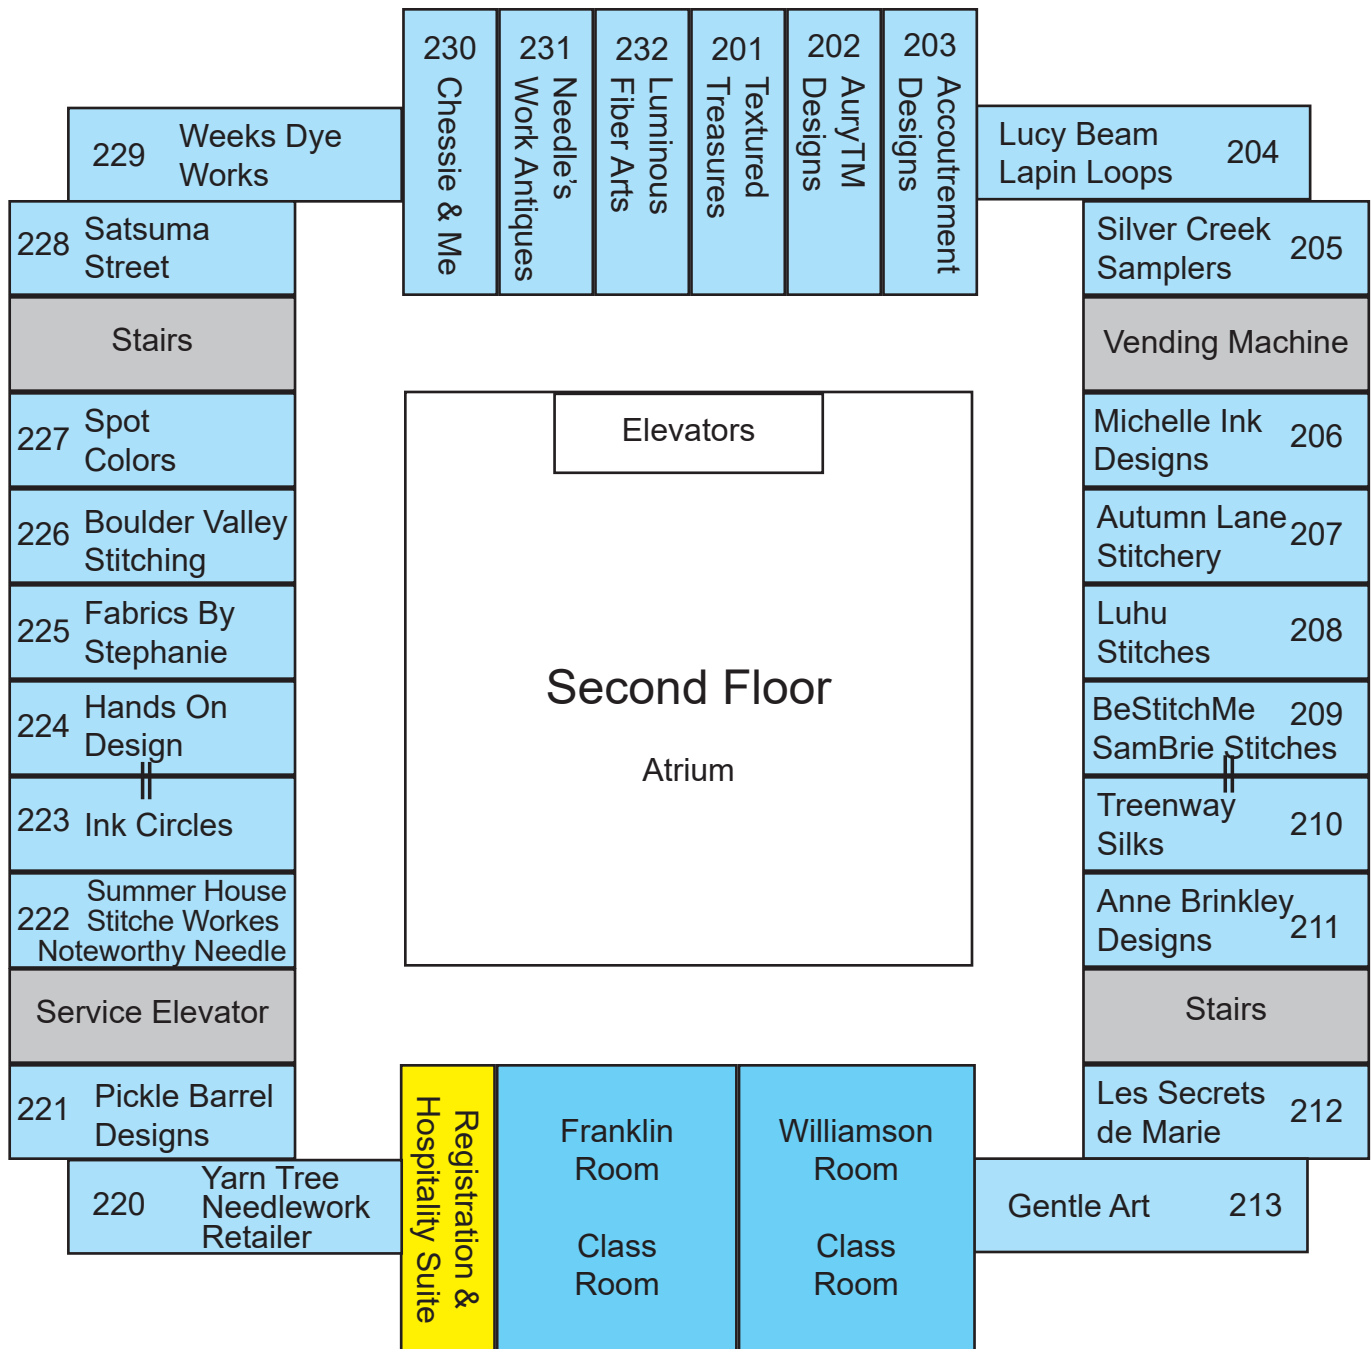 230
Chessie & Me
231
Needle's
Work Antiques
232
Luminous
Fiber Arts
201
Textured
Treasures
202
AuryTM
Designs
203
Accoutrement
Designs
229
Weeks Dye
Works
Lucy Beam
Lapin Loops
204
228
Satsuma
Street
Silver Creek
Samplers
205
Stairs
Vending Machine
Elevators
227
Spot
Colors
Michelle Ink
Designs
206
226
Boulder Valley
Stitching
Autumn Lane
Stitchery
207
225
Fabrics By
Stephanie
Luhu
Stitches
208
Second Floor
Atrium
224
Hands On
Design
BeStitchMe
SamBrie Stitches
209
223
Ink Circles
Treenway
Silks
210
222
Summer House
Stitche Workes
Noteworthy Needle
Anne Brinkley
Designs
211
Service Elevator
Stairs
221
Pickle Barrel
Designs
Les Secrets
de Marie
212
220
Yarn Tree
Needlework
Retailer
Registration &
Hospitality Suite
Franklin
Room
Class
Room
Williamson
Room
Class
Room
Gentle Art
213